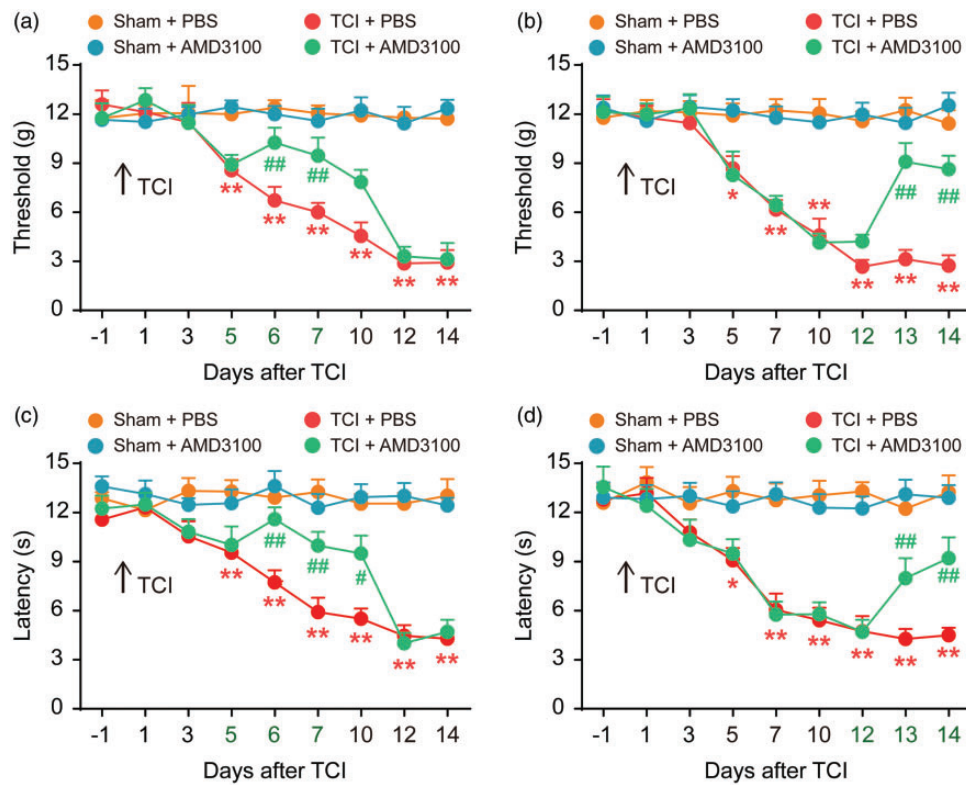 (a)
Sham + PBS
TCI + PBS
Sham + AMD3100
TCI + AMD3100
15
12
9
6
3
0
Threshold (g)
↑ TCI
##
##
**
**
**
**
**
**
-1 1 3 5 6 7 10 12 14
Days after TCI
(b)
Sham + PBS
TCI + PBS
Sham + AMD3100
TCI + AMD3100
15
12
9
6
3
0
Threshold (g)
↑ TCI
##
##
*
**
**
**
**
**
-1 1 3 5 7 10 12 13 14
Days after TCI
(c)
Sham + PBS
TCI + PBS
Sham + AMD3100
TCI + AMD3100
15
12
9
6
3
0
Latency (s)
↑ TCI
##
##
#
**
**
**
**
**
**
-1 1 3 5 6 7 10 12 14
Days after TCI
(d)
Sham + PBS
TCI + PBS
Sham + AMD3100
TCI + AMD3100
15
12
9
6
3
0
Latency (s)
↑ TCI
##
##
*
**
**
**
**
**
-1 1 3 5 7 10 12 13 14
Days after TCI